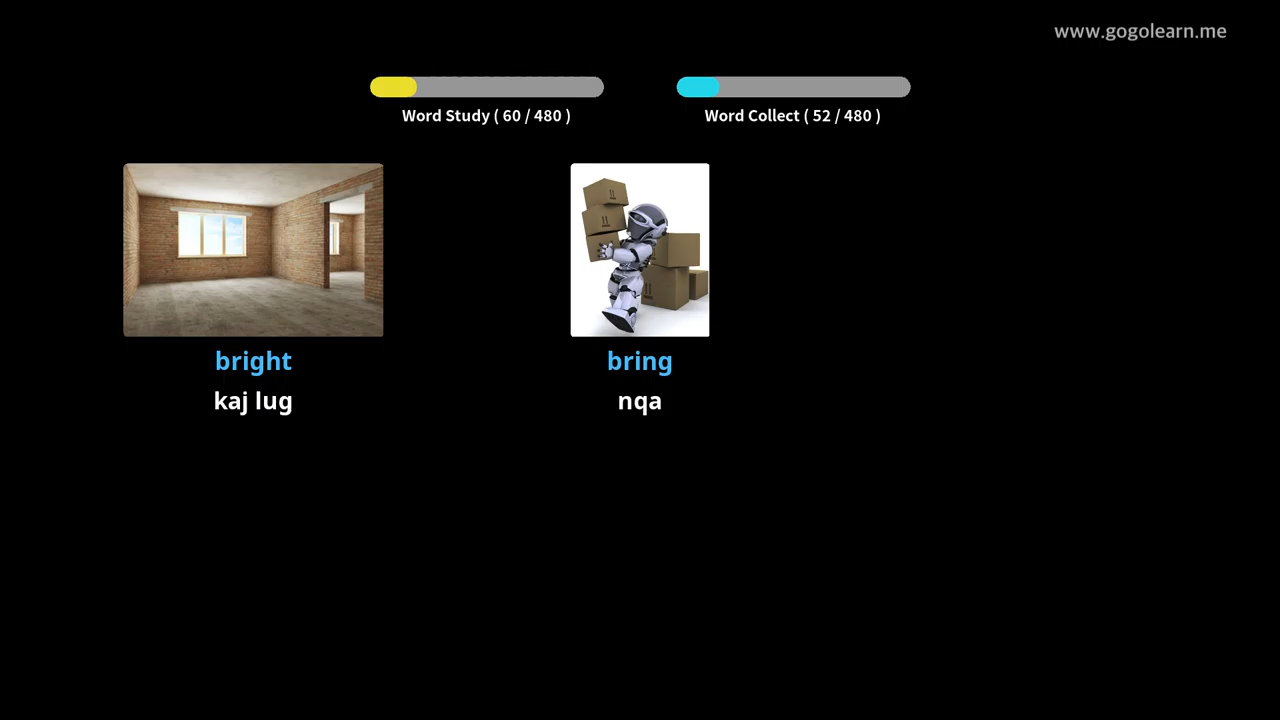 www.gogolearn.me
Word Study ( 60 / 480 )
Word Collect ( 52 / 480 )
bright
kaj lug
bring
nqa